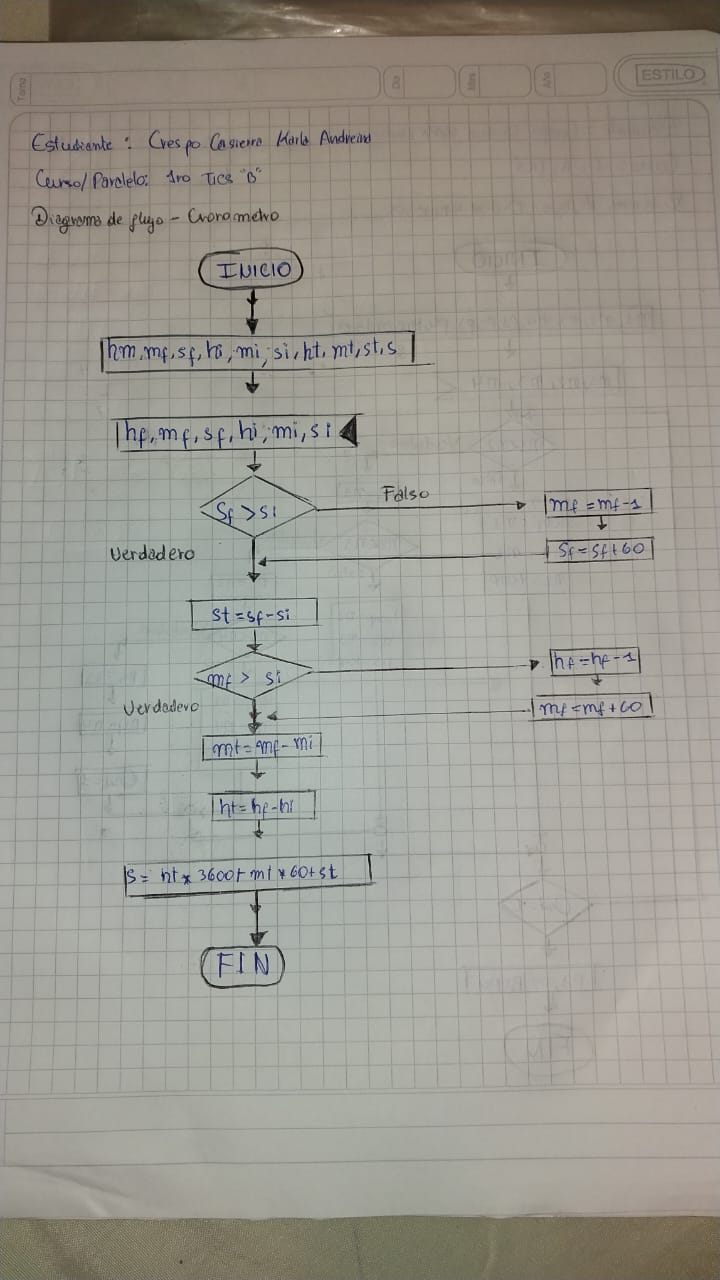 Tema
Dia
Mes
Año
ESTILO
Estudiante : Crespo Casierra Karla Andreina
Curso/Paralelo: 1ro Tics "B"
Diagrama de flujo - Cronometro
INICIO
hm, mf, sf, hi, mi, si, ht, mt, st, s
hf, mf, sf, hi, mi, si
Sf > si
Falso
mf = mf - 1
Verdadero
Sf = Sf + 60
st = sf - si
mf > si
hf = hf - 1
Verdadero
mf = mf + 60
mt = mf - mi
ht = hf - hi
S = ht * 3600 + mt * 60 + st
FIN